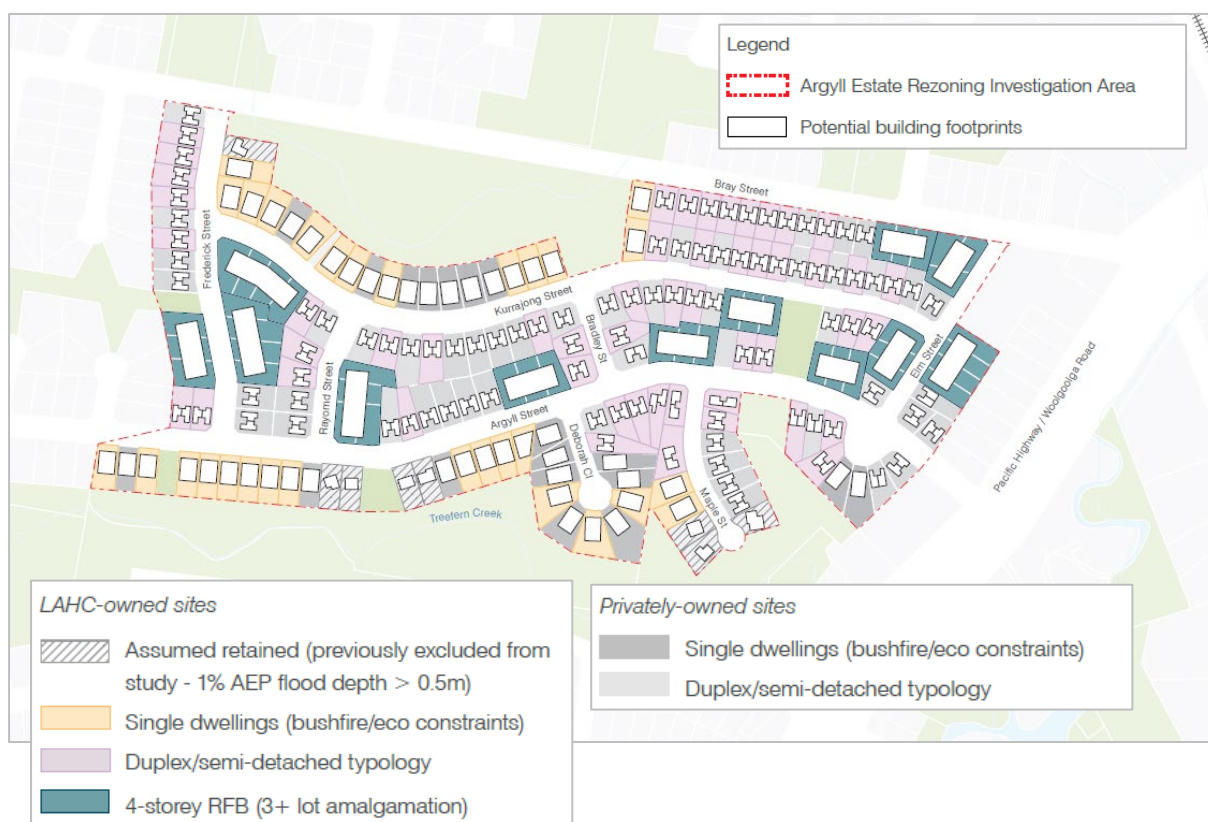 Legend
Argyll Estate Rezoning Investigation Area
Potential building footprints
Bray Street
Frederick Street
Kurrajong Street
Bradley St
Elm Street
Rayomd Street
Argyll Street
Deborah Cl
Maple St
Pacific Highway / Woolgoolga Road
Treefern Creek
LAHC-owned sites
Assumed retained (previously excluded from
study - 1% AEP flood depth > 0.5m)
Single dwellings (bushfire/eco constraints)
Duplex/semi-detached typology
4-storey RFB (3+ lot amalgamation)
Privately-owned sites
Single dwellings (bushfire/eco constraints)
Duplex/semi-detached typology